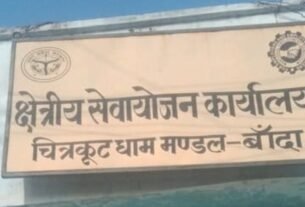 क्षेत्रीय सेवायोजन कार्यालय
चित्रकूट धाम मण्डल-बाँदा